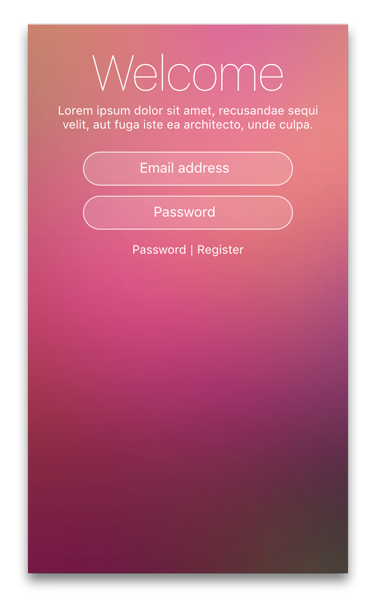 Welcome
Lorem ipsum dolor sit amet, recusandae sequi
velit, aut fuga iste ea architecto, unde culpa.
Email address
Password
Password | Register